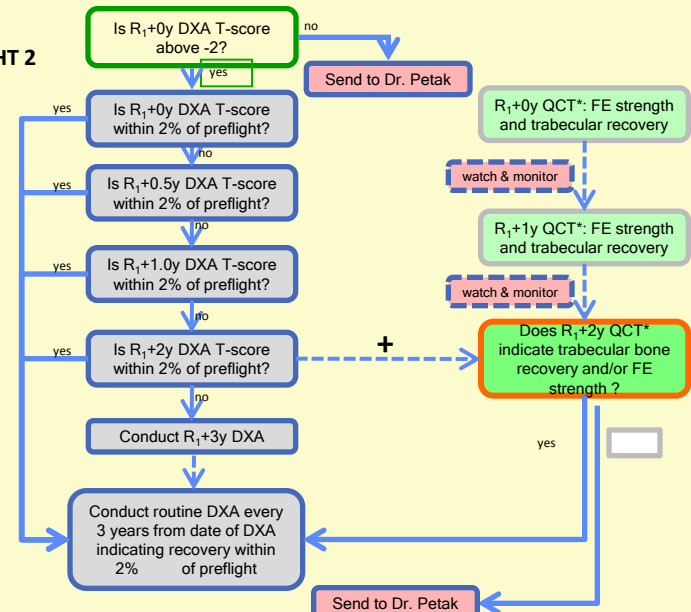 HT 2
Is R₁+0y DXA T-score
above -2?
no
yes
Send to Dr. Petak
Is R₁+0y DXA T-score
within 2% of preflight?
yes
no
Is R₁+0.5y DXA T-score
within 2% of preflight?
yes
no
Is R₁+1.0y DXA T-score
within 2% of preflight?
yes
no
Is R₁+2y DXA T-score
within 2% of preflight?
yes
+
no
Conduct R₁+3y DXA
Conduct routine DXA every
3 years from date of DXA
indicating recovery within
2% of preflight
R₁+0y QCT*: FE strength
and trabecular recovery
watch & monitor
R₁+1y QCT*: FE strength
and trabecular recovery
watch & monitor
Does R₁+2y QCT*
indicate trabecular bone
recovery and/or FE
strength ?
yes
Send to Dr. Petak